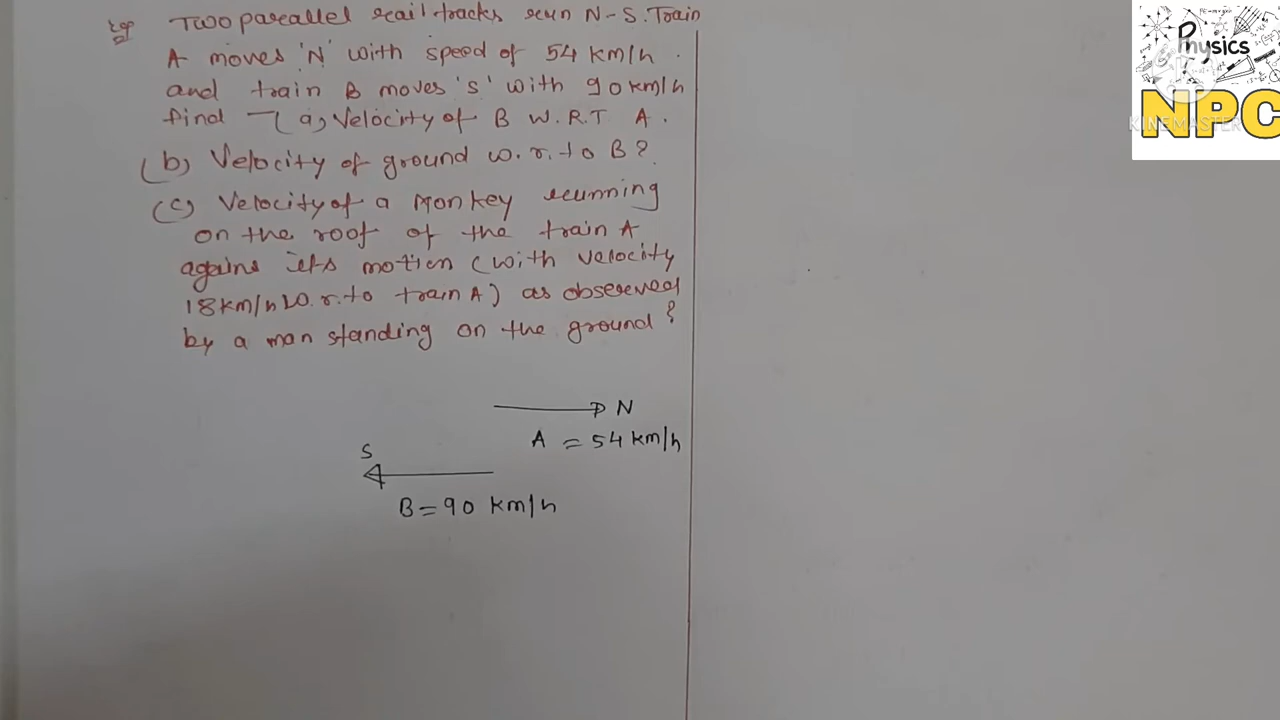 Two parallel rail tracks run N-S. Train
A moves 'N' with speed of 54 km/h.
and train B moves 's' with 90 km/h
find (a) Velocity of B W.R.T A.
(b) Velocity of ground w.r.to B?
(c) Velocity of a Monkey running
on the roof of the train A
agains its motion (with velocity
18 km/h w.r.to train A) as observed
by a man standing on the ground?
N
A = 54 km/h
S
B = 90 km/h
Physics
NPC
KINEMASTER